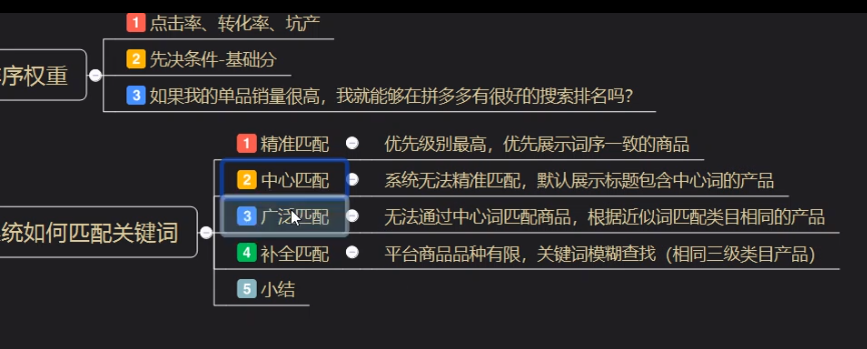 1 点击率、转化率、坑产
2 先决条件-基础分
序权重
3 如果我的单品销量很高，我就能够在拼多多有很好的搜索排名吗？
1 精准匹配 优先级别最高，优先展示词序一致的商品
2 中心匹配 系统无法精准匹配，默认展示标题包含中心词的产品
3 广泛匹配 无法通过中心词匹配商品，根据近似词匹配类目相同的产品
统如何匹配关键词
4 补全匹配 平台商品品种有限，关键词模糊查找（相同三级类目产品）
5 小结